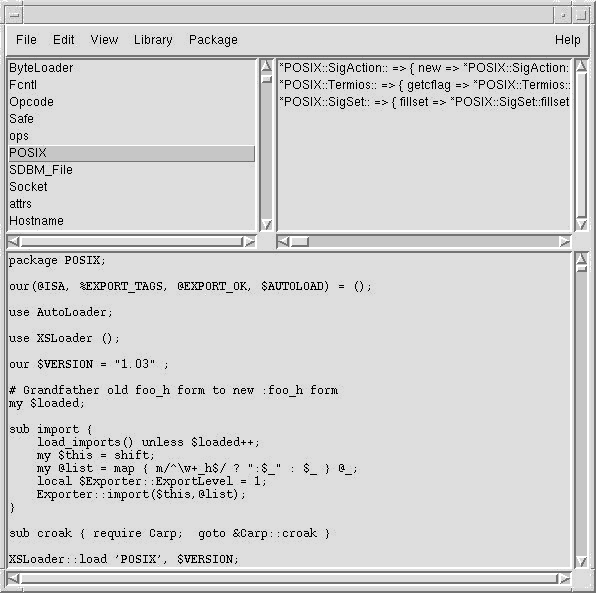 File Edit View Library Package Help
ByteLoader
Fcntl
Opcode
Safe
ops
POSIX
SDBM_File
Socket
attrs
Hostname
*POSIX::SigAction:: => { new => *POSIX::SigAction:
*POSIX::Termios:: => { getcflag => *POSIX::Termios::
*POSIX::SigSet:: => { fillset => *POSIX::SigSet::fillset
package POSIX;
our(@ISA, %EXPORT_TAGS, @EXPORT_OK, $AUTOLOAD) = ();
use AutoLoader;
use XSLoader ();
our $VERSION = "1.03" ;
# Grandfather old foo_h form to new :foo_h form
my $loaded;
sub import {
    load_imports() unless $loaded++;
    my $this = shift;
    my @list = map { m/^\w+_h$/ ? ":$_" : $_ } @_;
    local $Exporter::ExportLevel = 1;
    Exporter::import($this,@list);
}
sub croak { require Carp;  goto &Carp::croak }
XSLoader::load 'POSIX', $VERSION;